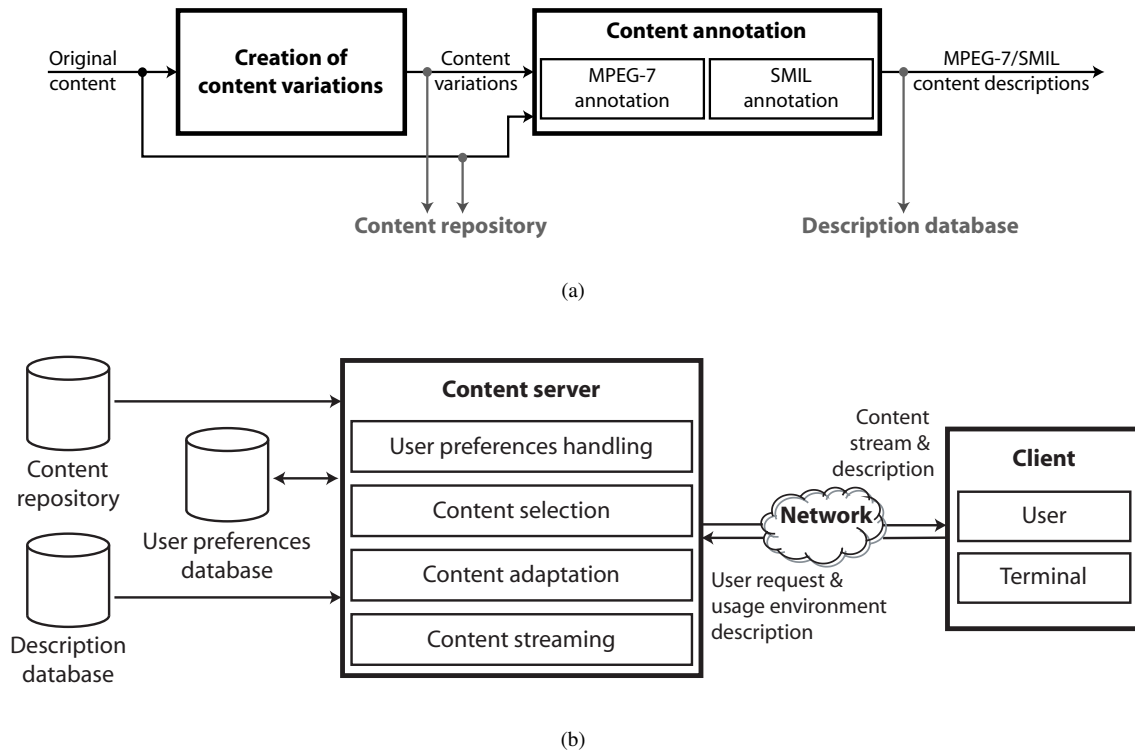 Original
content
Creation of
content variations
Content
variations
Content annotation
MPEG-7
annotation
SMIL
annotation
MPEG-7/SMIL
content descriptions
Content repository
Description database
(a)
Content
repository
User preferences
database
Description
database
Content server
User preferences handling
Content selection
Content adaptation
Content streaming
Network
Content
stream &
description
User request &
usage environment
description
Client
User
Terminal
(b)